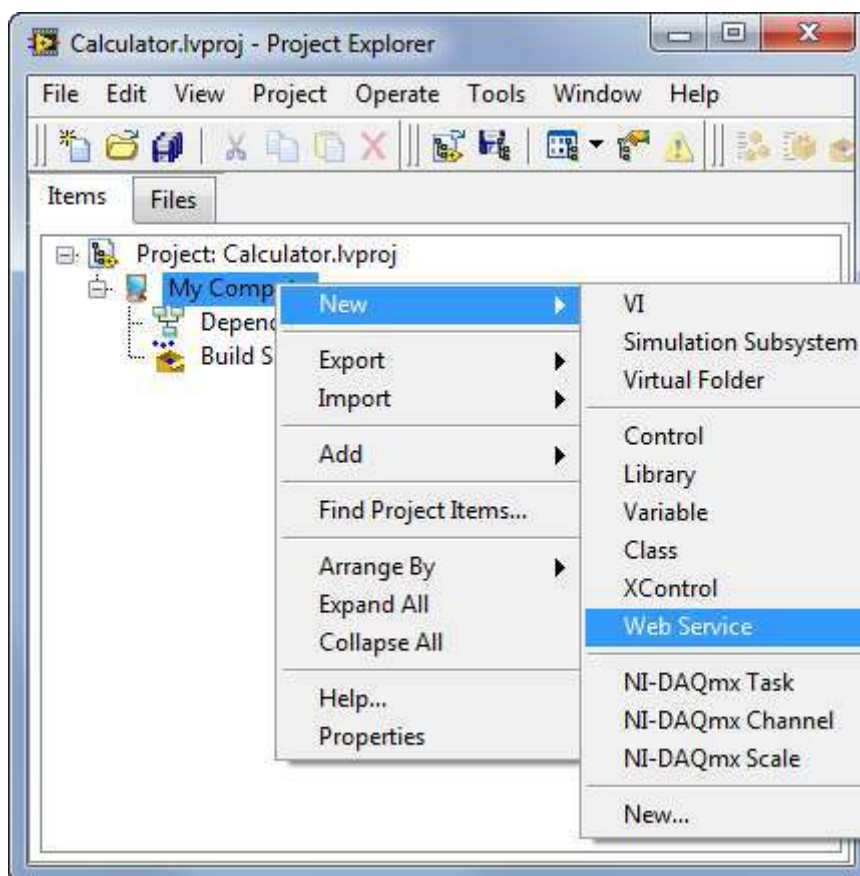 Calculator.lvproj - Project Explorer
File Edit View Project Operate Tools Window Help
Items Files
Project: Calculator.lvproj
My Comp
Depend
Build S
New
Export
Import
Add
Find Project Items...
Arrange By
Expand All
Collapse All
Help...
Properties
VI
Simulation Subsystem
Virtual Folder
Control
Library
Variable
Class
XControl
Web Service
NI-DAQmx Task
NI-DAQmx Channel
NI-DAQmx Scale
New...